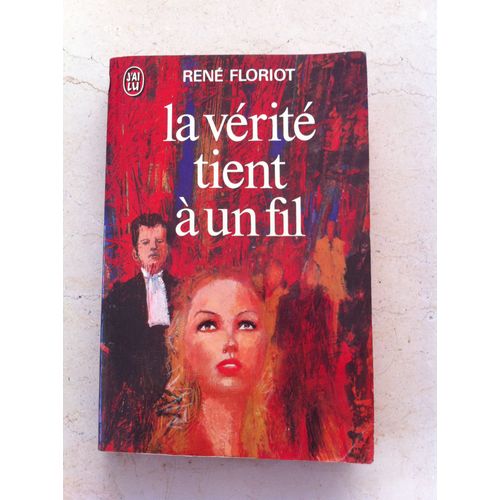 J'AI
LU
RENÉ FLORIOT
la vérité
tient
à un fil